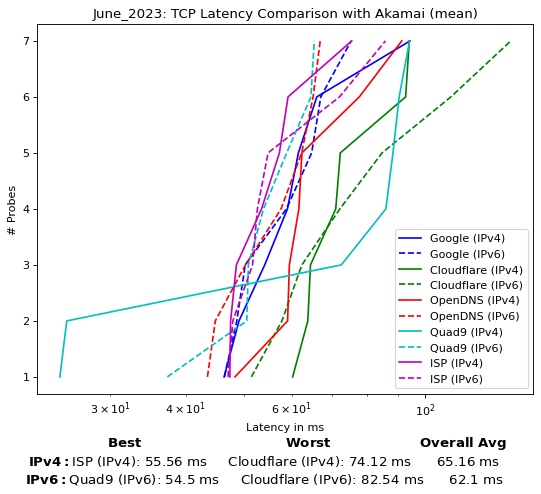 June_2023: TCP Latency Comparison with Akamai (mean)
7
6
5
4
3
2
1
# Probes
Google (IPv4)
Google (IPv6)
Cloudflare (IPv4)
Cloudflare (IPv6)
OpenDNS (IPv4)
OpenDNS (IPv6)
Quad9 (IPv4)
Quad9 (IPv6)
ISP (IPv4)
ISP (IPv6)
3 × 10¹ 4 × 10¹ 6 × 10¹ 10²
Latency in ms
Best Worst Overall Avg
IPv4: ISP (IPv4): 55.56 ms Cloudflare (IPv4): 74.12 ms 65.16 ms
IPv6: Quad9 (IPv6): 54.5 ms Cloudflare (IPv6): 82.54 ms 62.1 ms